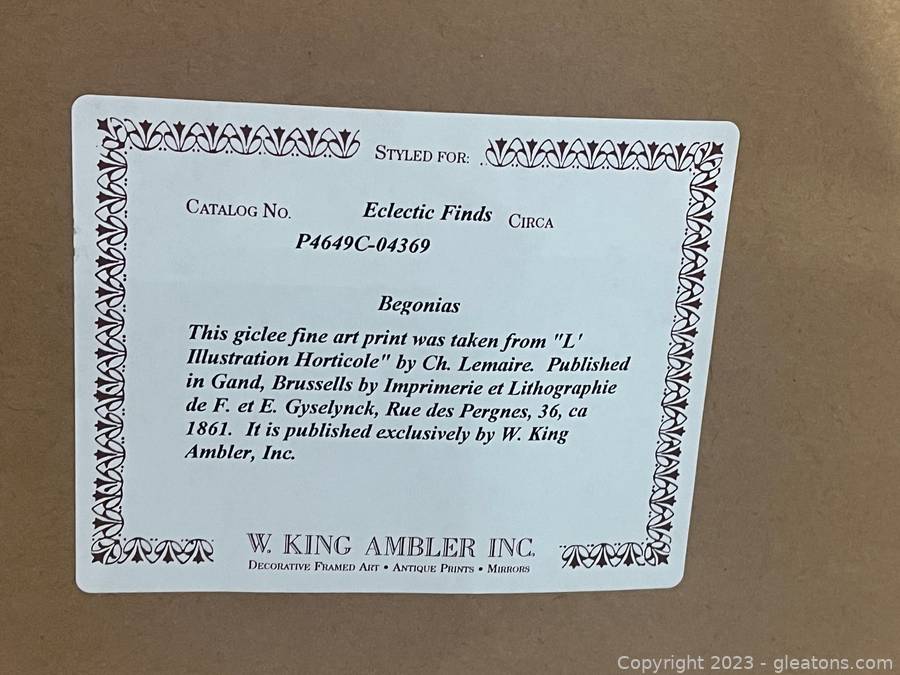 STYLED FOR:
CATALOG NO. Eclectic Finds CIRCA
P4649C-04369
Begonias
This giclee fine art print was taken from "L'
Illustration Horticole" by Ch. Lemaire. Published
in Gand, Brussells by Imprimerie et Lithographie
de F. et E. Gyselynck, Rue des Pergnes, 36, ca
1861. It is published exclusively by W. King
Ambler, Inc.
W. KING AMBLER INC.
DECORATIVE FRAMED ART • ANTIQUE PRINTS • MIRRORS
Copyright 2023 - gleatons.com